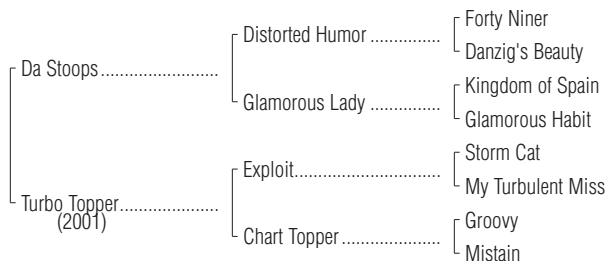 Forty Niner
Distorted Humor ...............
Danzig's Beauty
Da Stoops..........................
Kingdom of Spain
Glamorous Lady ...............
Glamorous Habit
Storm Cat
Exploit................................
My Turbulent Miss
Turbo Topper......................
(2001)
Groovy
Chart Topper .....................
Mistain